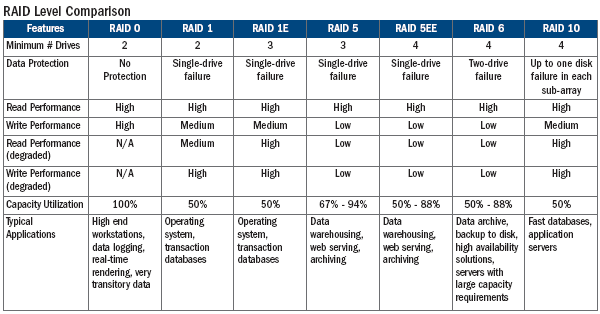 RAID Level Comparison
Features RAID 0 RAID 1 RAID 1E RAID 5 RAID 5EE RAID 6 RAID 10
Minimum # Drives 2 2 3 3 4 4 4
Data Protection No Single-drive Single-drive Single-drive Single-drive Two-drive Up to one disk
Protection failure failure failure failure failure failure in each
sub-array
Read Performance High High High High High High High
Write Performance High Medium Medium Low Low Low Medium
Read Performance N/A Medium High Low Low Low High
(degraded)
Write Performance N/A High High Low Low Low High
(degraded)
Capacity Utilization 100% 50% 50% 67% - 94% 50% - 88% 50% - 88% 50%
Typical High end Operating Operating Data Data Data archive, Fast databases,
Applications workstations, system, system, warehousing, warehousing, backup to disk, application
data logging, transaction transaction web serving, web serving, high availability servers
real-time databases databases archiving archiving solutions,
rendering, very servers with
transitory data large capacity
requirements